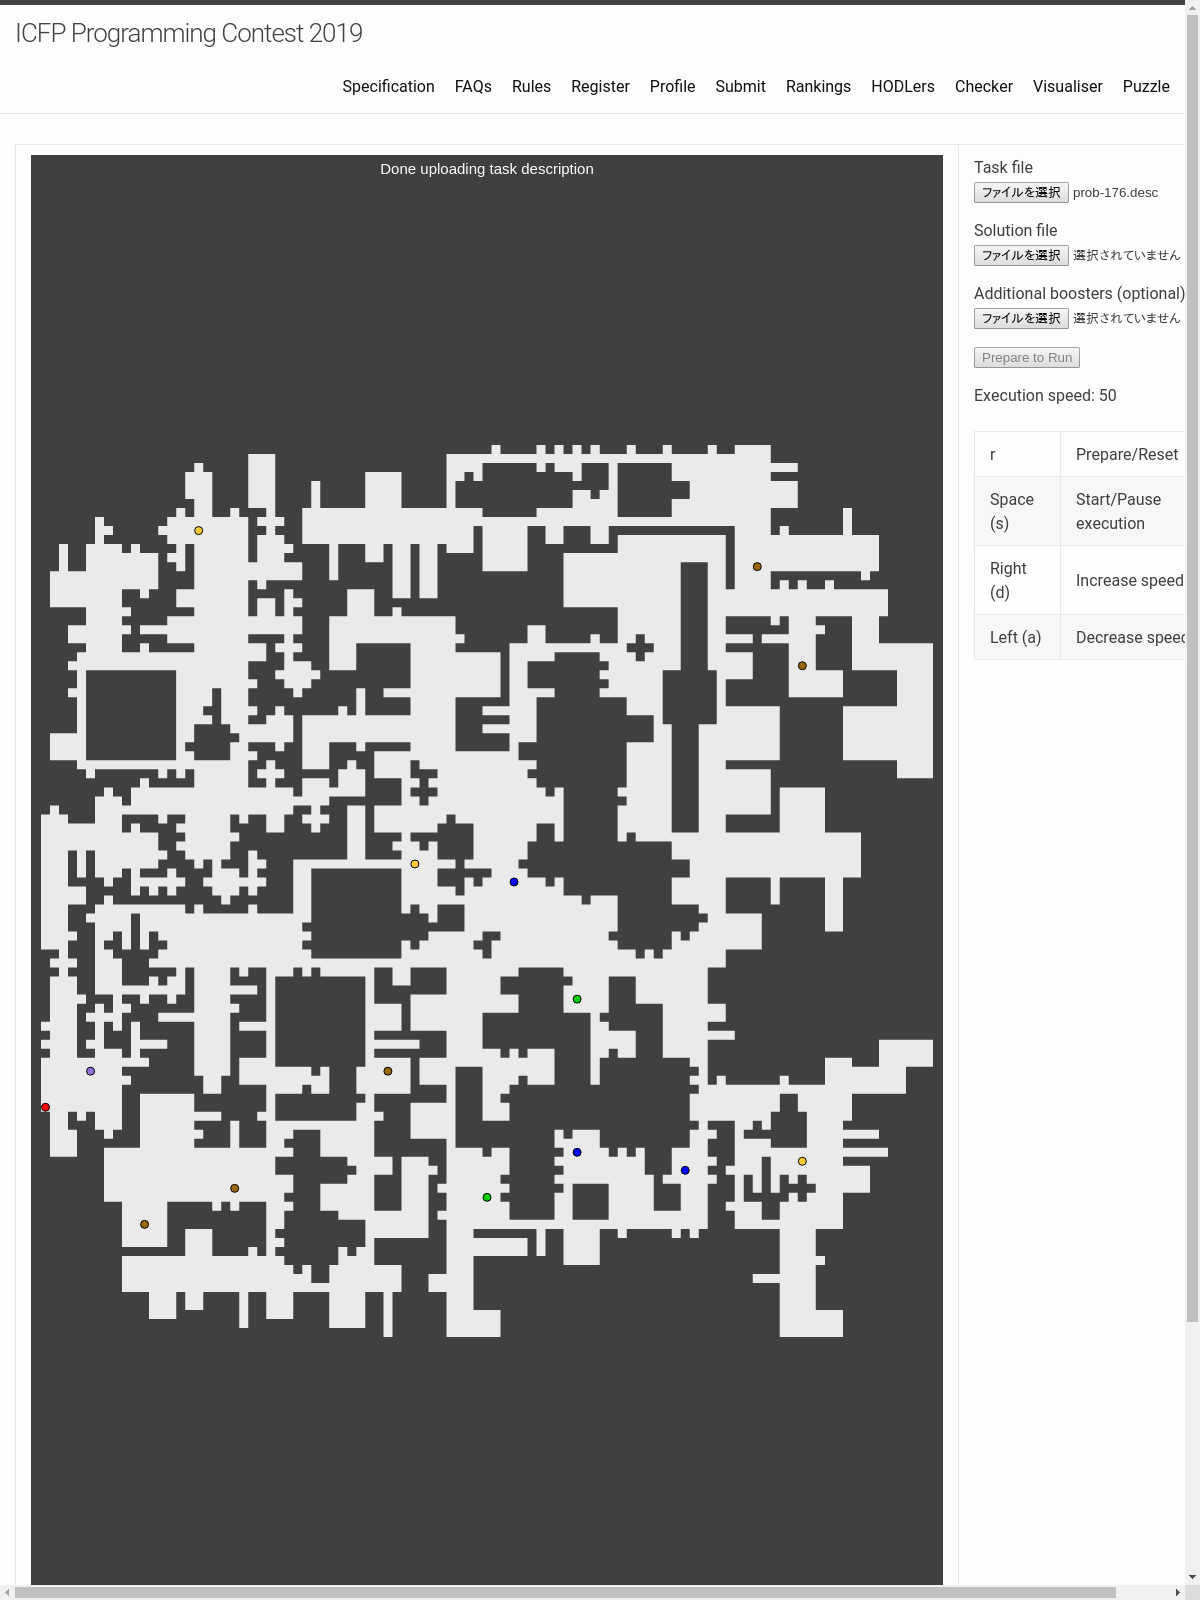 ICFP Programming Contest 2019
Specification FAQs Rules Register Profile Submit Rankings HODLers Checker Visualiser Puzzle
Done uploading task description
Task file
ファイルを選択 prob-176.desc
Solution file
ファイルを選択 選択されていません
Additional boosters (optional)
ファイルを選択 選択されていません
Prepare to Run
Execution speed: 50
r Prepare/Reset
Space (s) Start/Pause execution
Right (d) Increase speed
Left (a) Decrease speed